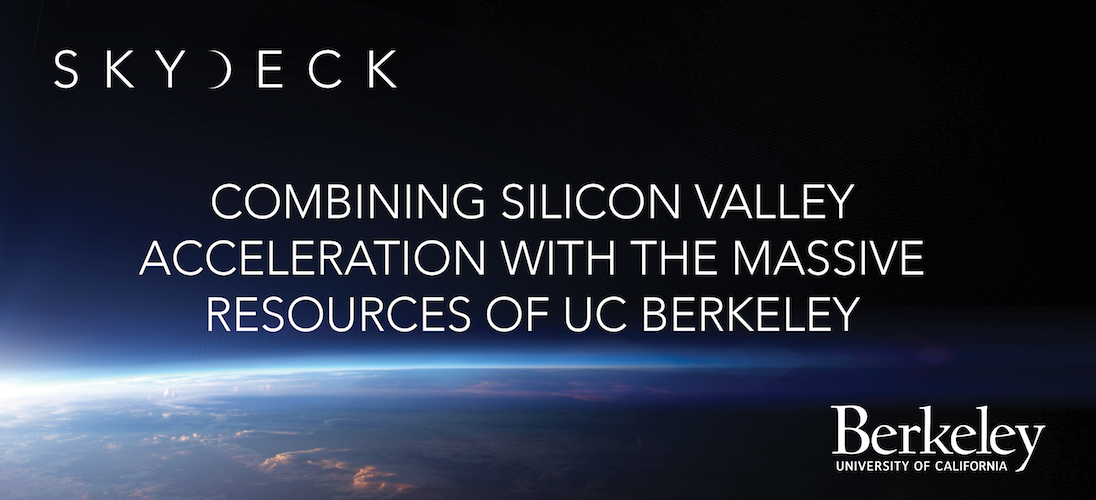 SKYDECK
COMBINING SILICON VALLEY
ACCELERATION WITH THE MASSIVE
RESOURCES OF UC BERKELEY
Berkeley
UNIVERSITY OF CALIFORNIA